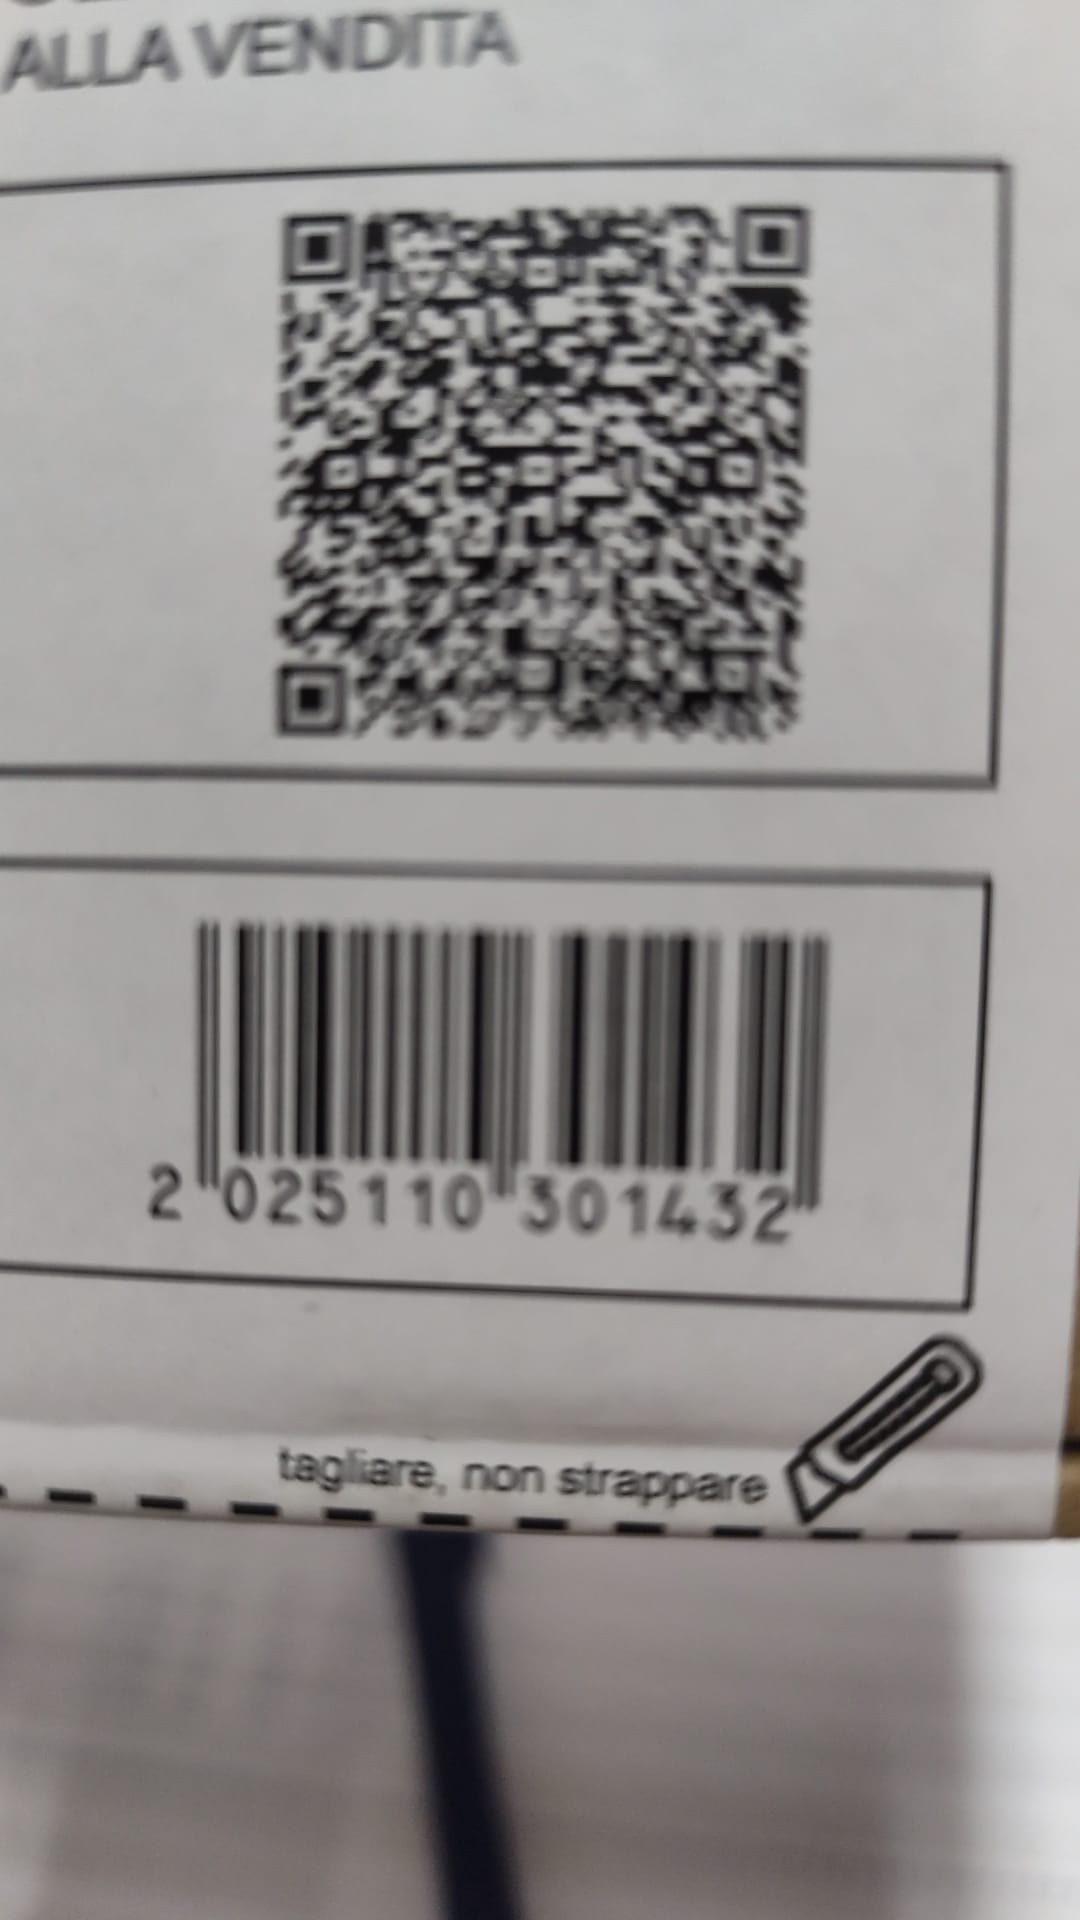 ALLA VENDITA
2 025110 301432
tagliare, non strappare